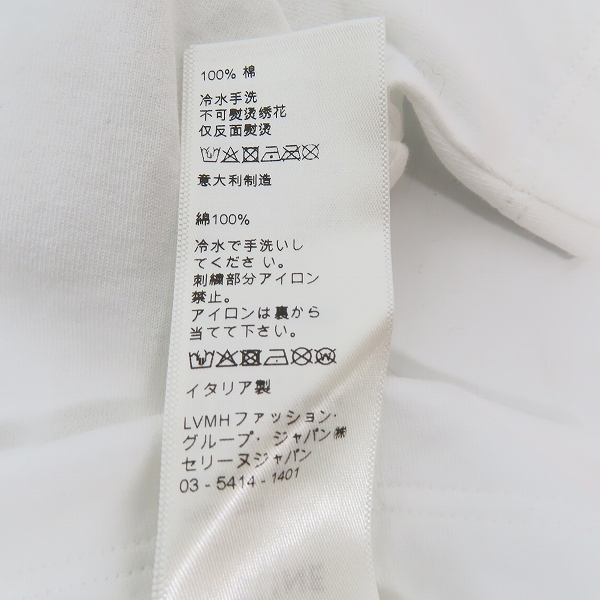 100% 棉
冷水手洗
不可熨烫绣花
仅反面熨烫
意大利制造
綿100%
冷水で手洗いし
てください。
刺繍部分アイロン
禁止。
アイロンは裏から
当てて下さい。
イタリア製
LVMHファッション･
グループ･ ジャパン㈱
セリーヌジャパン
03 - 5414 - 1401